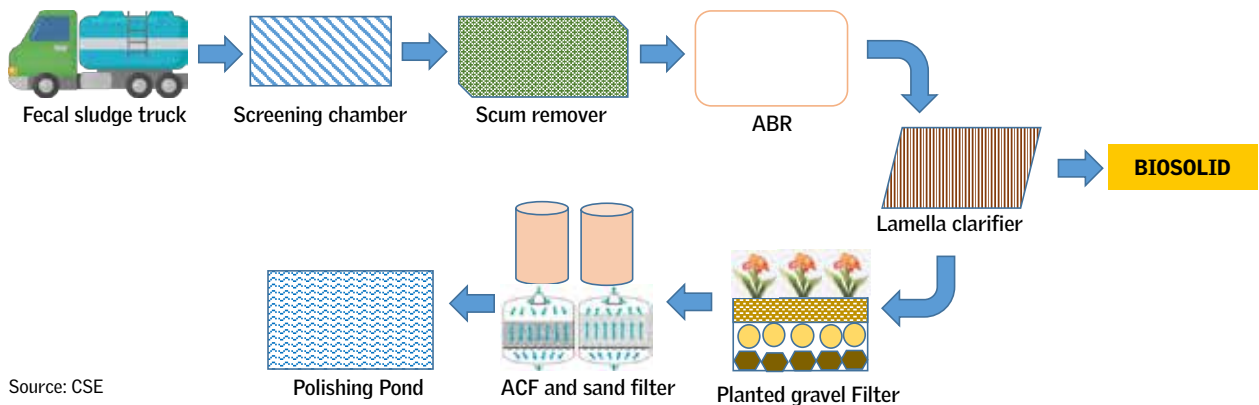 Fecal sludge truck
Screening chamber
Scum remover
ABR
Lamella clarifier
BIOSOLID
Planted gravel Filter
ACF and sand filter
Polishing Pond
Source: CSE